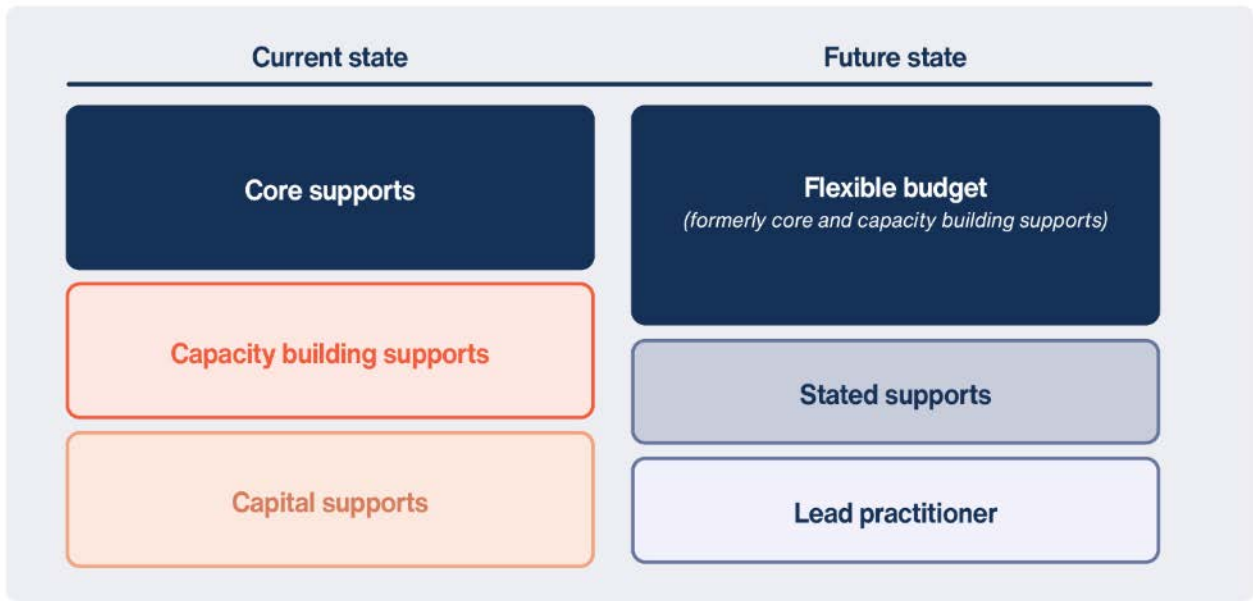 Current state
Future state
Core supports
Flexible budget
(formerly core and capacity building supports)
Capacity building supports
Stated supports
Capital supports
Lead practitioner